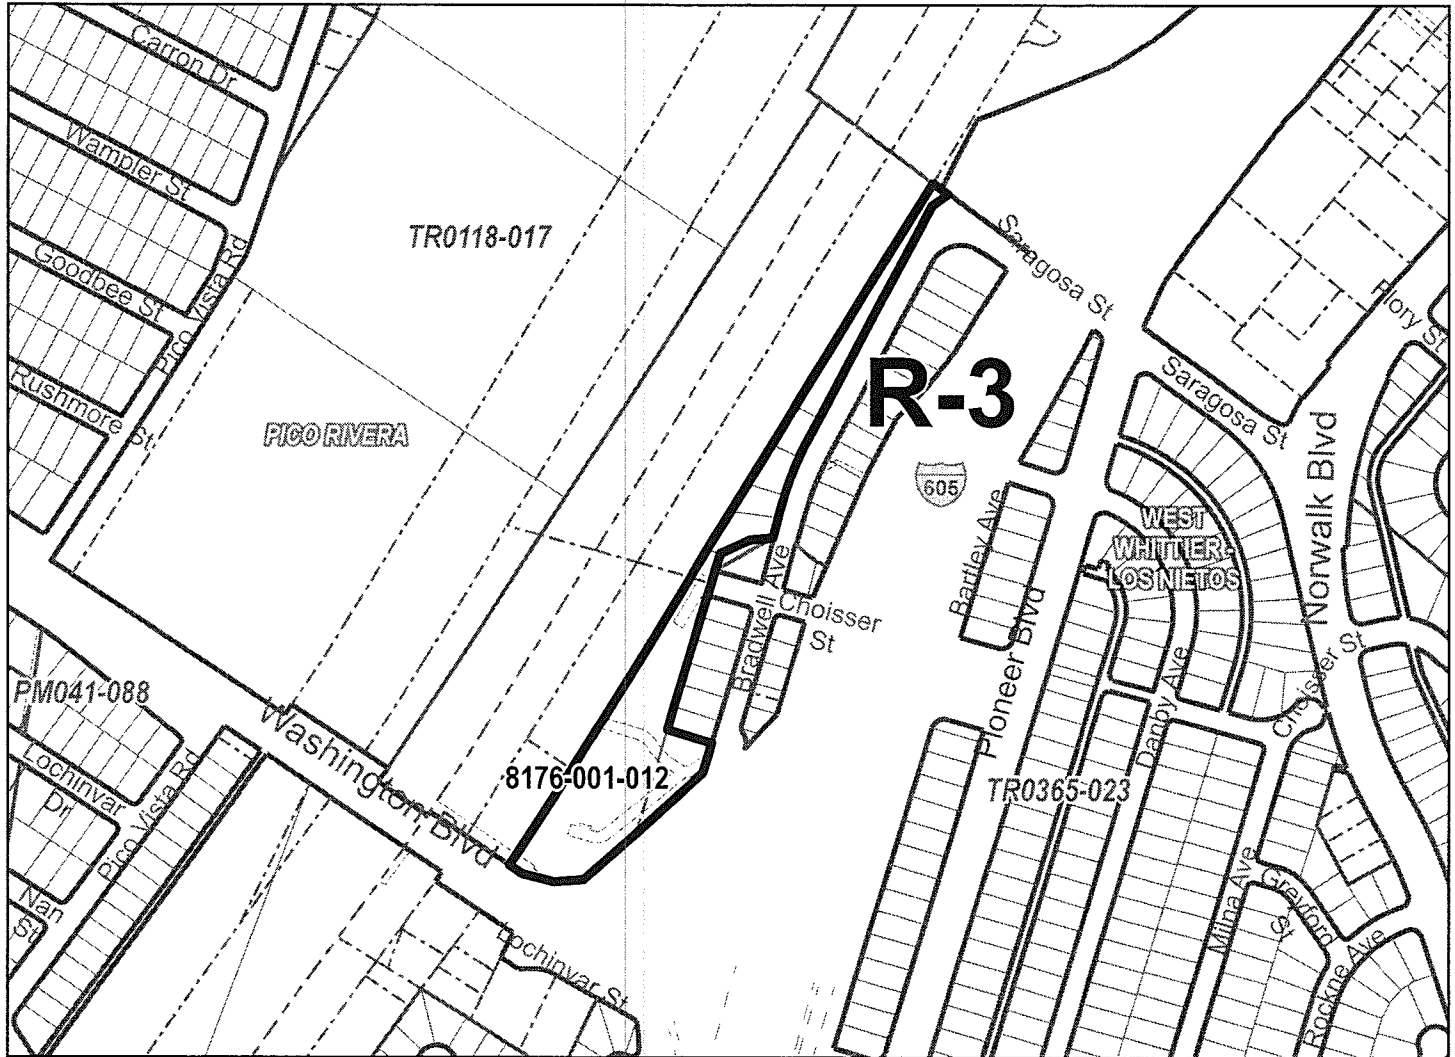 Carron Dr
Wampler St
Goodbee St
Pico Vista Rd
Rushmore St
TR0118-017
PICO RIVERA
Saragosa St
R-3
605
Flory St
Saragosa St
Norwalk Blvd
WEST
WHITTIER-
LOS NIETOS
Bartley Ave
Pioneer Blvd
Bradwell Ave
Choisser
St
Choisser St
Danby Ave
PM041-088
Washington Blvd
8176-001-012
TR0365-023
Lochinvar
Dr
Pico Vista Rd
Nan
St
Lochinvar St
Milna Ave
Greyford
St
Rockne Ave